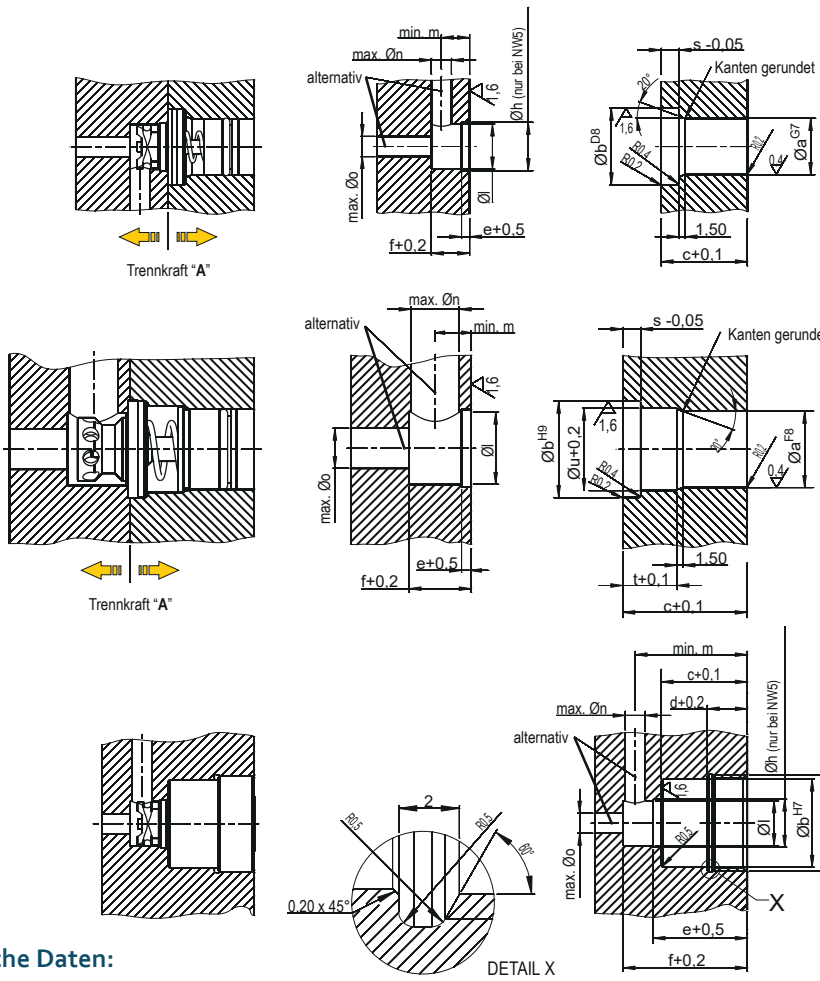 min. m
max. Øn
alternativ
1,6
Øh (nur bei NW5)
max. Øo
Øl
e+0,5
f+0,2
s -0,05
Kanten gerundet
20°
1,6
ØbD8
R0.4
R0.2
ØaG7
R0.2
0.4
1,50
c+0,1
Trennkraft "A"
max. Øn
alternativ
min. m
1,6
max. Øo
Øl
e+0,5
f+0,2
s -0,05
Kanten gerunde
1,6
ØbH9
Øu+0,2
R0.4
R0.2
20°
R0.2
0.4
ØaF8
1,50
t+0,1
c+0,1
Trennkraft "A"
min. m
c+0,1
d+0,2
max. Øn
alternativ
Øh (nur bei NW5)
1,6
max. Øo
R0.5
Øl
ØbH7
X
e+0,5
f+0,2
2
R0.5
R0.5
60°
0,20 x 45°
DETAIL X
he Daten: